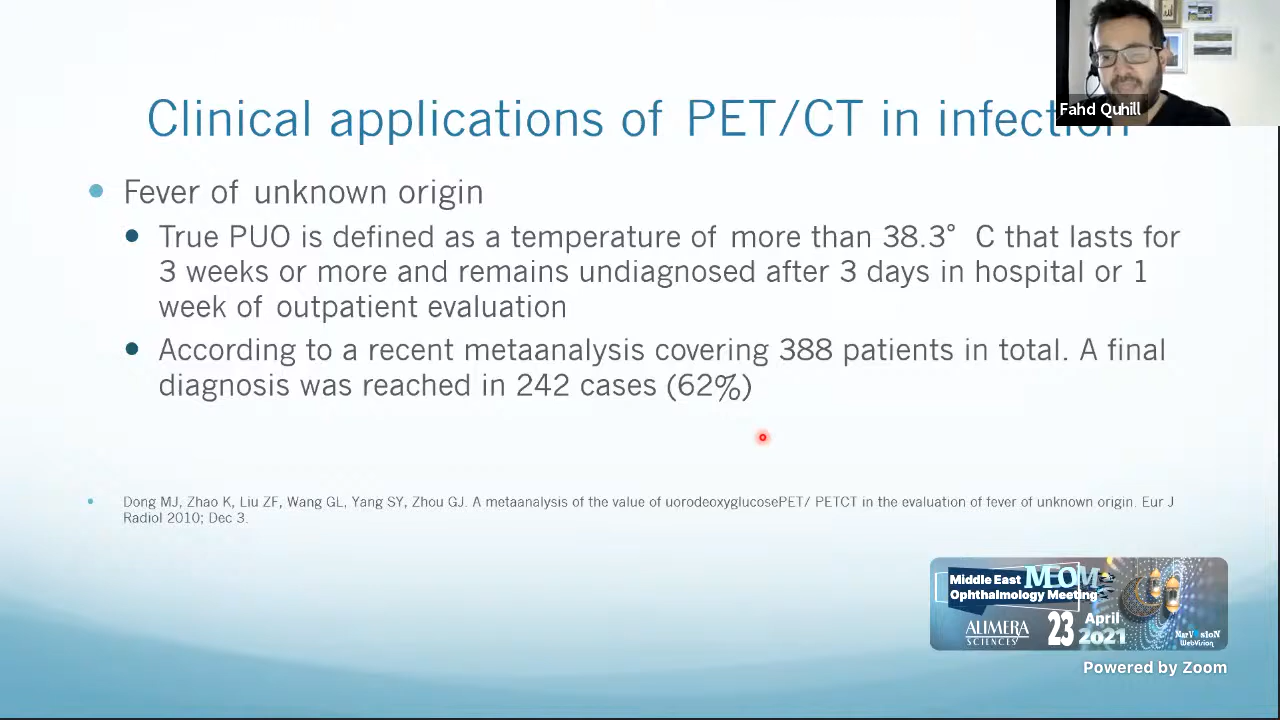 Clinical applications of PET/CT in infection
Fahd Quhill
Fever of unknown origin
True PUO is defined as a temperature of more than 38.3° C that lasts for
3 weeks or more and remains undiagnosed after 3 days in hospital or 1
week of outpatient evaluation
According to a recent metaanalysis covering 388 patients in total. A final
diagnosis was reached in 242 cases (62%)
Dong MJ, Zhao K, Liu ZF, Wang GL, Yang SY, Zhou GJ. A metaanalysis of the value of uorodeoxyglucosePET/ PETCT in the evaluation of fever of unknown origin. Eur J
Radiol 2010; Dec 3.
Middle East MEOM
Ophthalmology Meeting
ALIMERA
SCIENCES
23 April
2021
MarVisioN
WebVision
Powered by Zoom